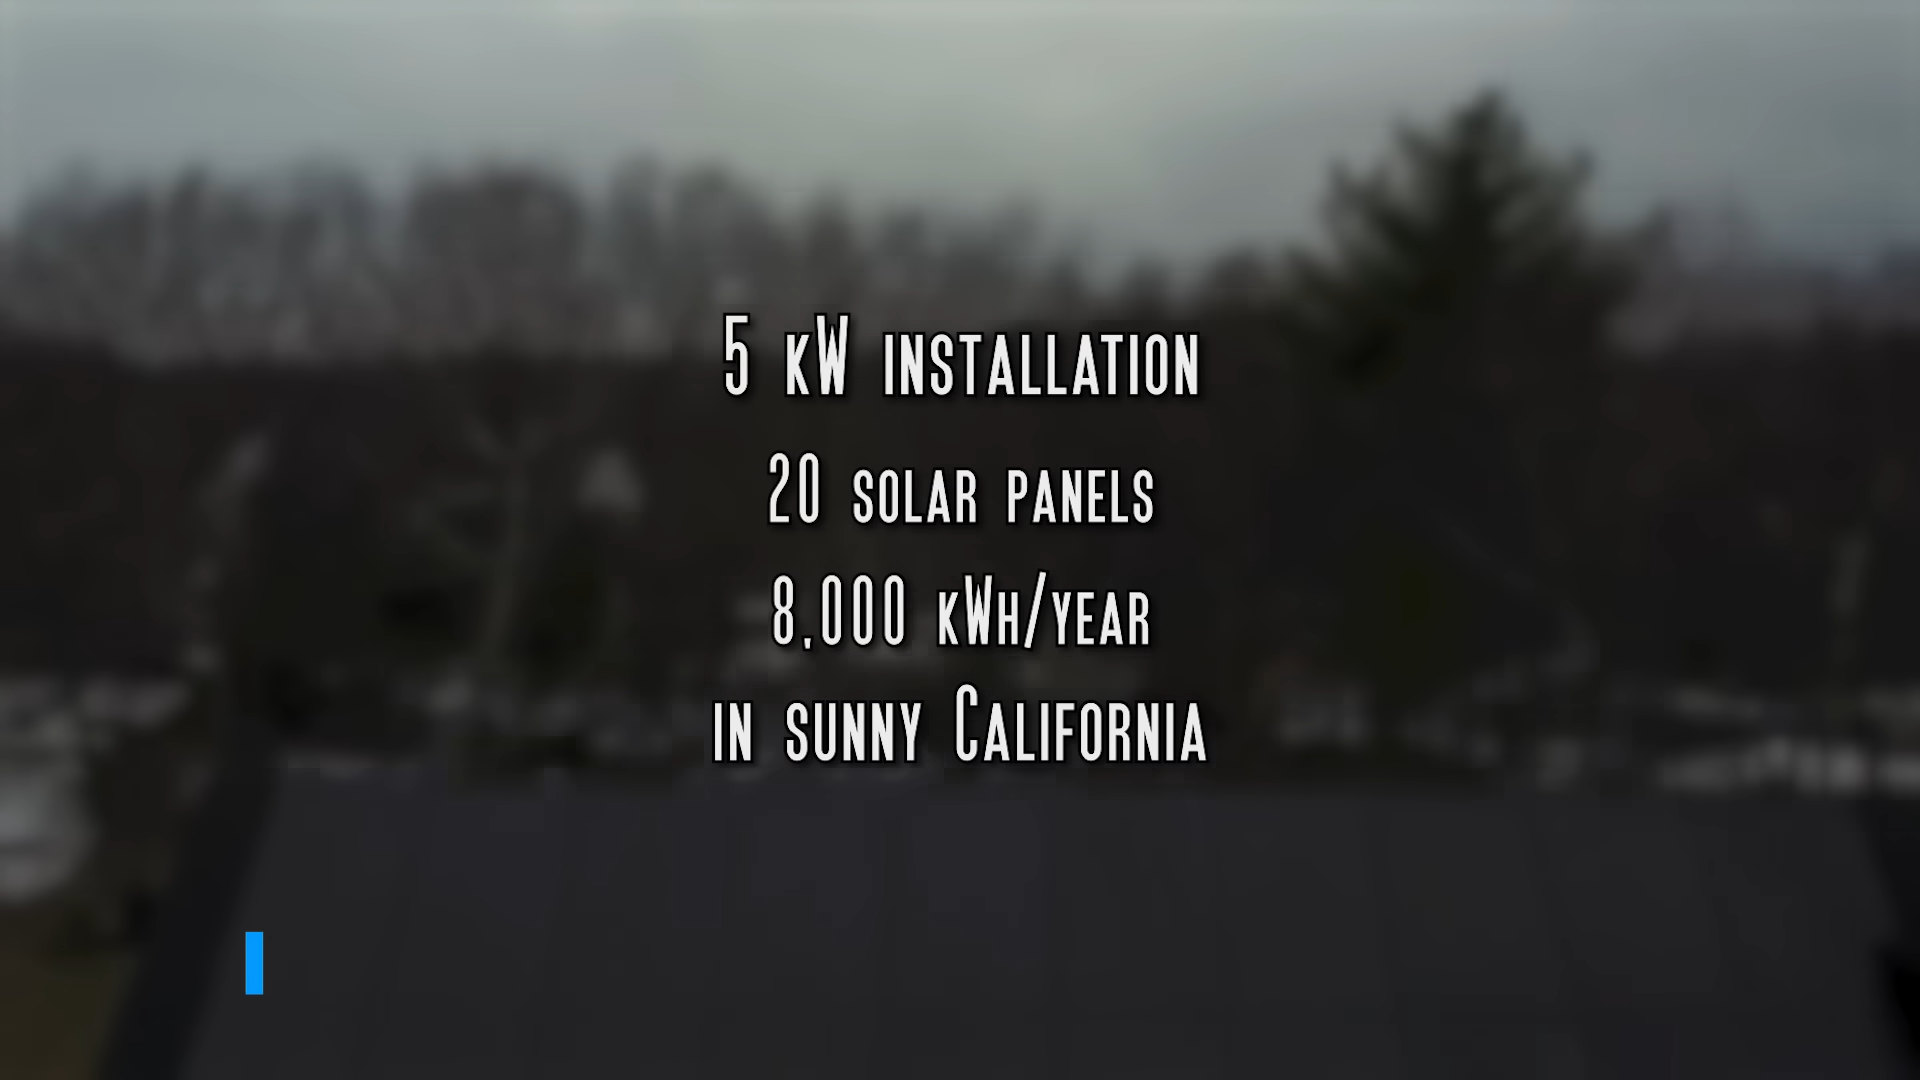 5 kW installation
20 solar panels
8,000 kWh/year
in sunny California